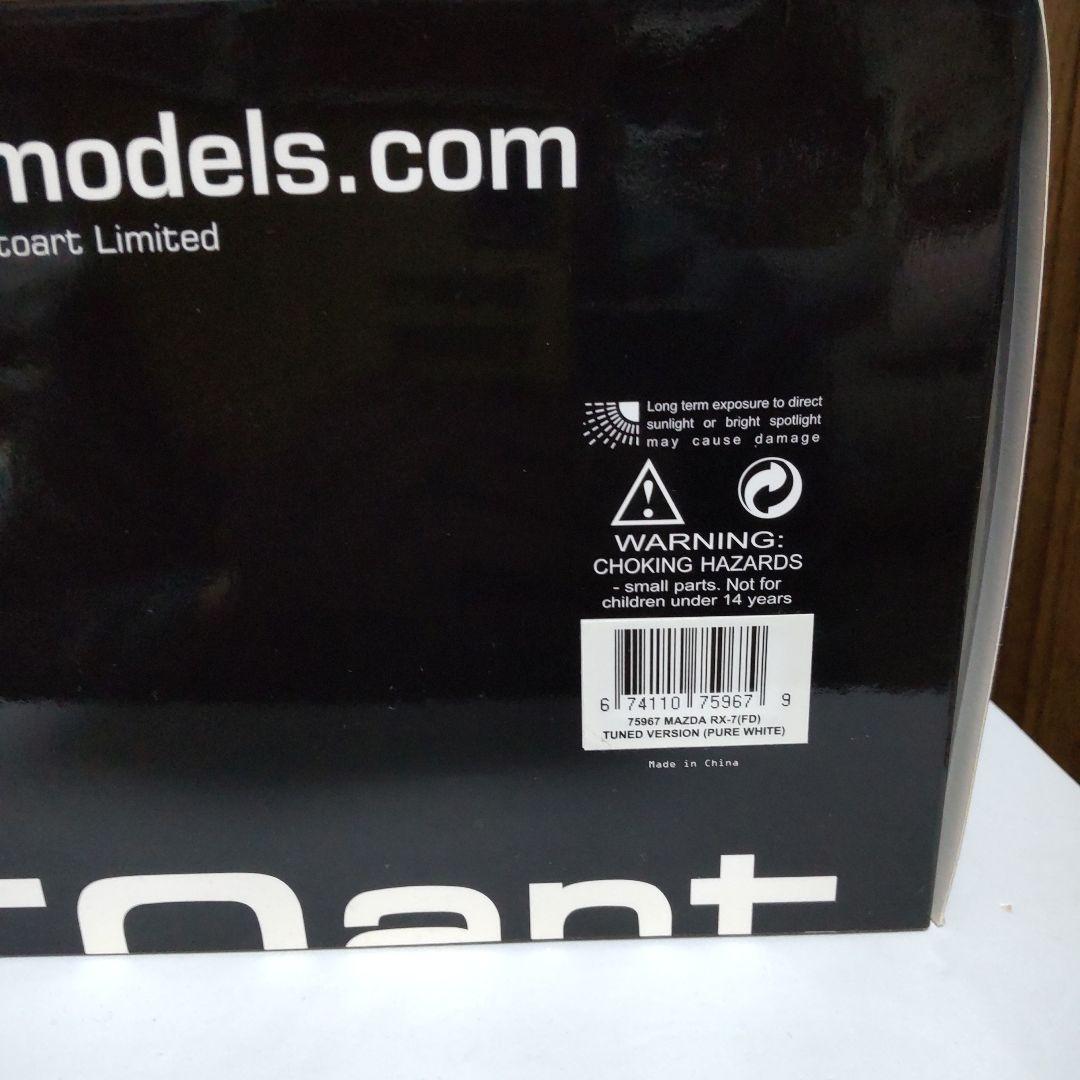 models.com
toart Limited
Long term exposure to direct
sunlight or bright spotlight
may cause damage
WARNING:
CHOKING HAZARDS
- small parts. Not for
children under 14 years
6 74110 75967 9
75967 MAZDA RX-7(FD)
TUNED VERSION (PURE WHITE)
Made in China
toart